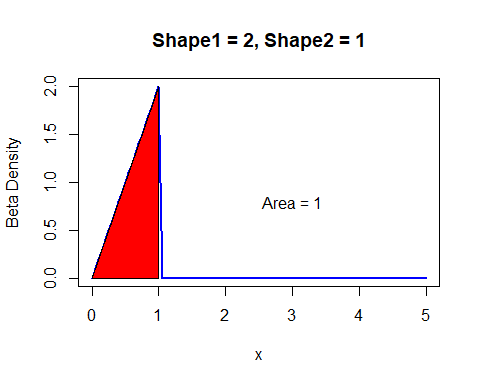 Shape1 = 2, Shape2 = 1
Beta Density
2.0
1.5
1.0
0.5
0.0
Area = 1
0 1 2 3 4 5
x